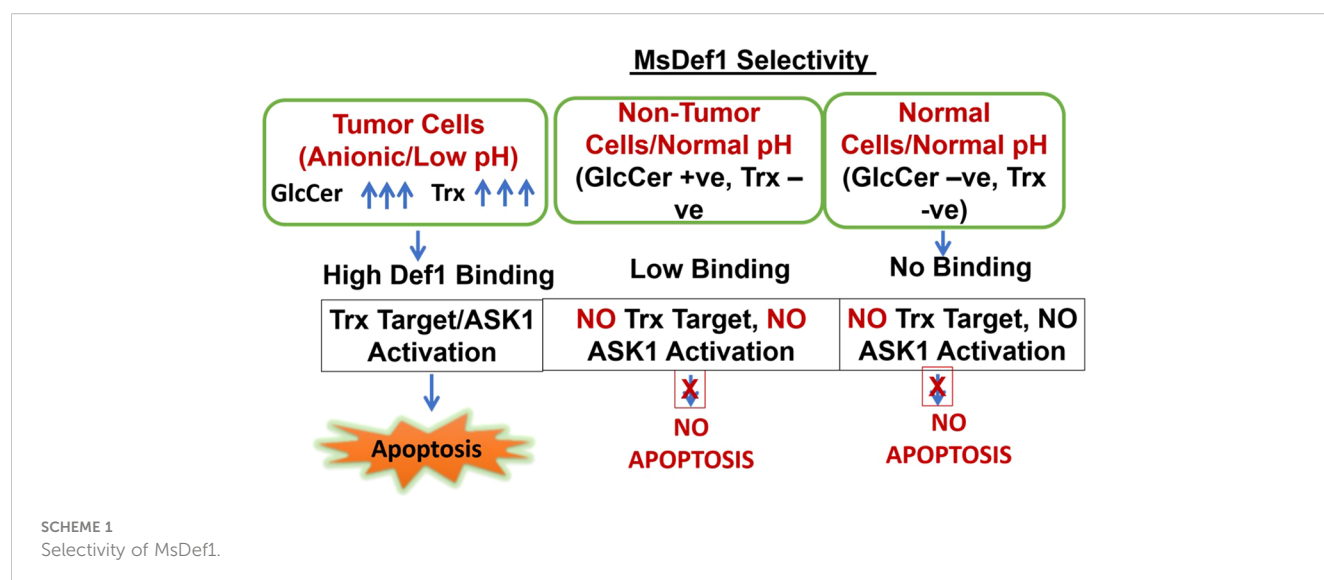 MsDef1 Selectivity
Tumor Cells
(Anionic/Low pH)
GlcCer ↑↑↑ Trx ↑↑↑
High Def1 Binding
Trx Target/ASK1
Activation
Apoptosis
Non-Tumor
Cells/Normal pH
(GlcCer +ve, Trx –
ve
Low Binding
NO Trx Target, NO
ASK1 Activation
X
NO
APOPTOSIS
Normal
Cells/Normal pH
(GlcCer –ve, Trx
-ve)
No Binding
NO Trx Target, NO
ASK1 Activation
X
NO
APOPTOSIS
SCHEME 1
Selectivity of MsDef1.